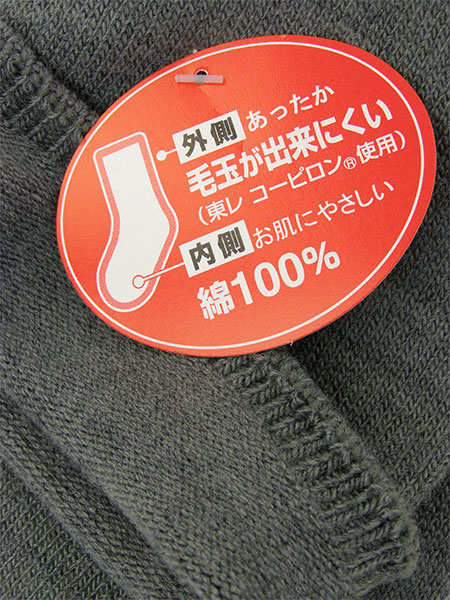 外側 あったか
毛玉が出来にくい
（東レ コーピロン®使用）
内側 お肌にやさしい
綿100%